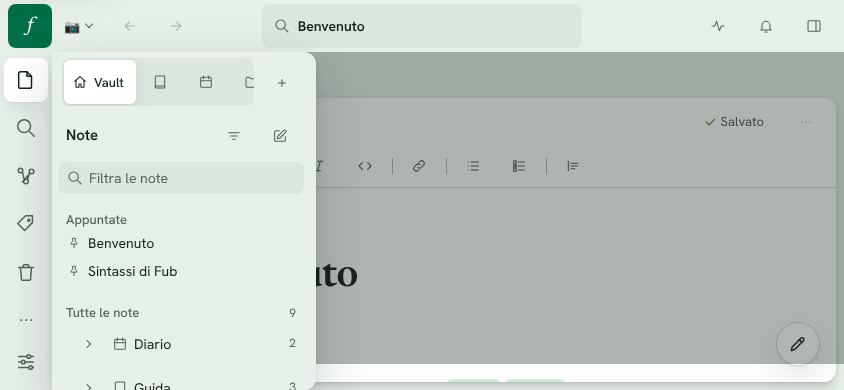 f
Benvenuto
Vault
Salvato
Note
Filtra le note
Appuntate
Benvenuto
uto
Sintassi di Fub
Tutte le note 9
Diario 2
Guida 3